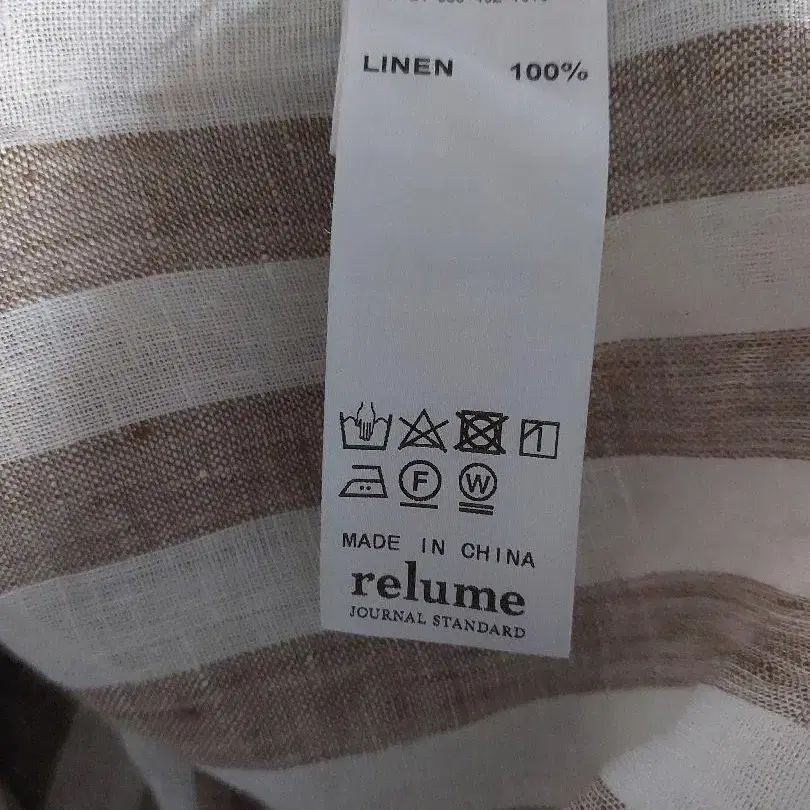 LINEN 100%
F W
MADE IN CHINA
relume
JOURNAL STANDARD